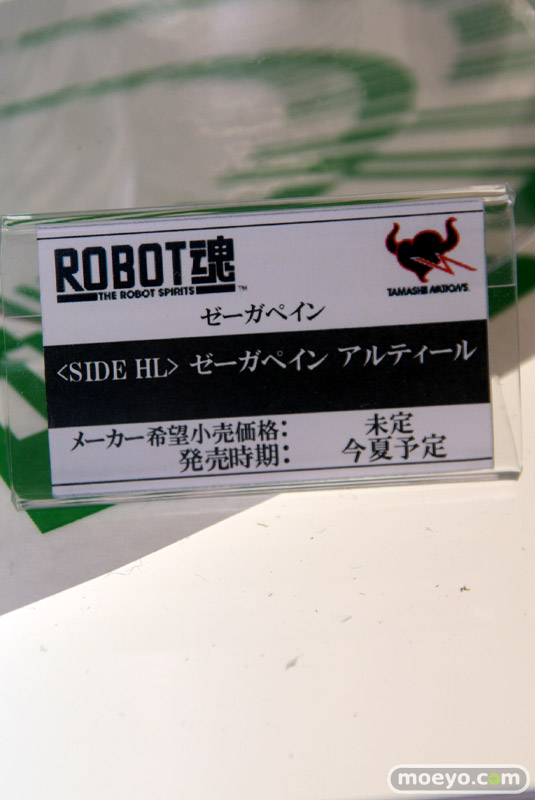 ROBOT魂
THE ROBOT SPIRITS
TM
TAMASHII NATIONS
ゼーガペイン
<SIDE HL> ゼーガペイン アルティール
メーカー希望小売価格: 未定
発売時期: 今夏予定
moeyo.com